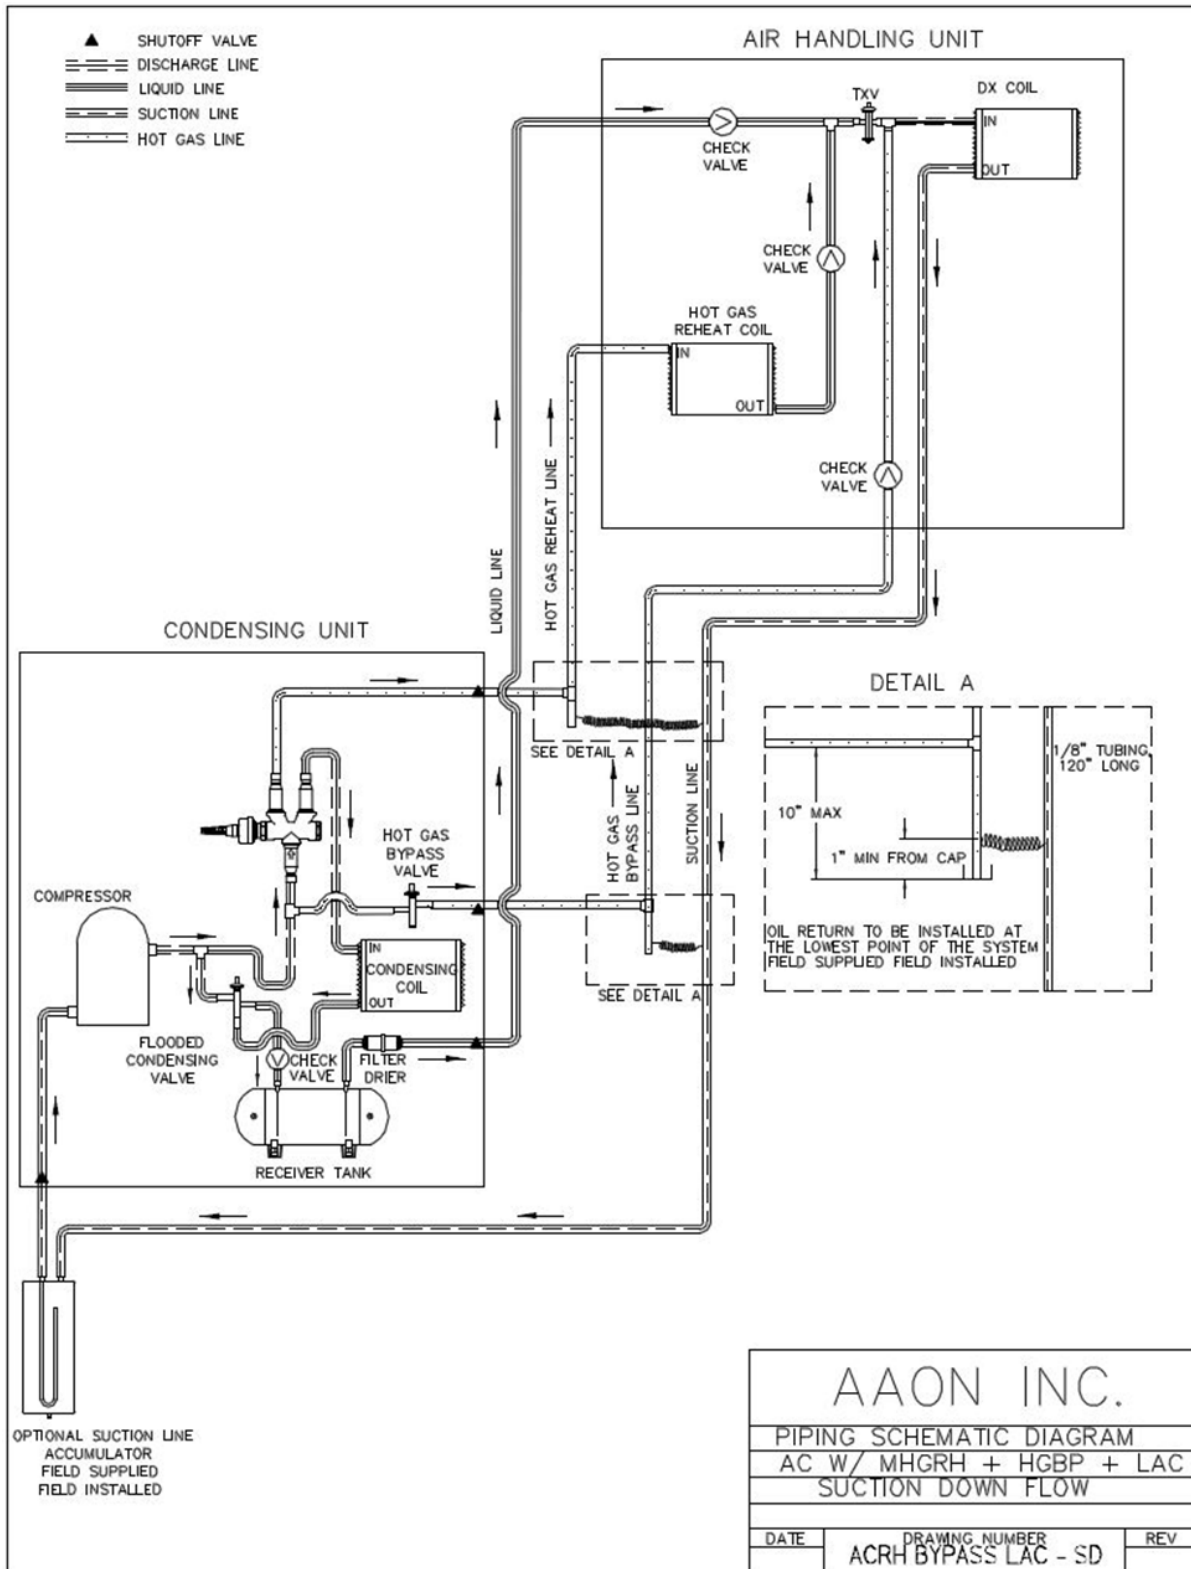 SHUTOFF VALVE
DISCHARGE LINE
LIQUID LINE
SUCTION LINE
HOT GAS LINE
AIR HANDLING UNIT
TXV
DX COIL
IN
OUT
CHECK
VALVE
CHECK
VALVE
HOT GAS
REHEAT COIL
IN
OUT
CHECK
VALVE
LIQUID LINE
HOT GAS REHEAT LINE
CONDENSING UNIT
SEE DETAIL A
HOT GAS
BYPASS LINE
SUCTION LINE
DETAIL A
1/8" TUBING,
120" LONG
10" MAX
1" MIN FROM CAP
OIL RETURN TO BE INSTALLED AT
THE LOWEST POINT OF THE SYSTEM
FIELD SUPPLIED FIELD INSTALLED
HOT GAS
BYPASS
VALVE
COMPRESSOR
IN
CONDENSING
COIL
OUT
SEE DETAIL A
FLOODED
CONDENSING
VALVE
CHECK
VALVE
FILTER
DRIER
RECEIVER TANK
OPTIONAL SUCTION LINE
ACCUMULATOR
FIELD SUPPLIED
FIELD INSTALLED
AAON INC.
PIPING SCHEMATIC DIAGRAM
AC W/ MHGRH + HGBP + LAC
SUCTION DOWN FLOW
DATE
DRAWING NUMBER
REV
ACRH BYPASS LAC - SD